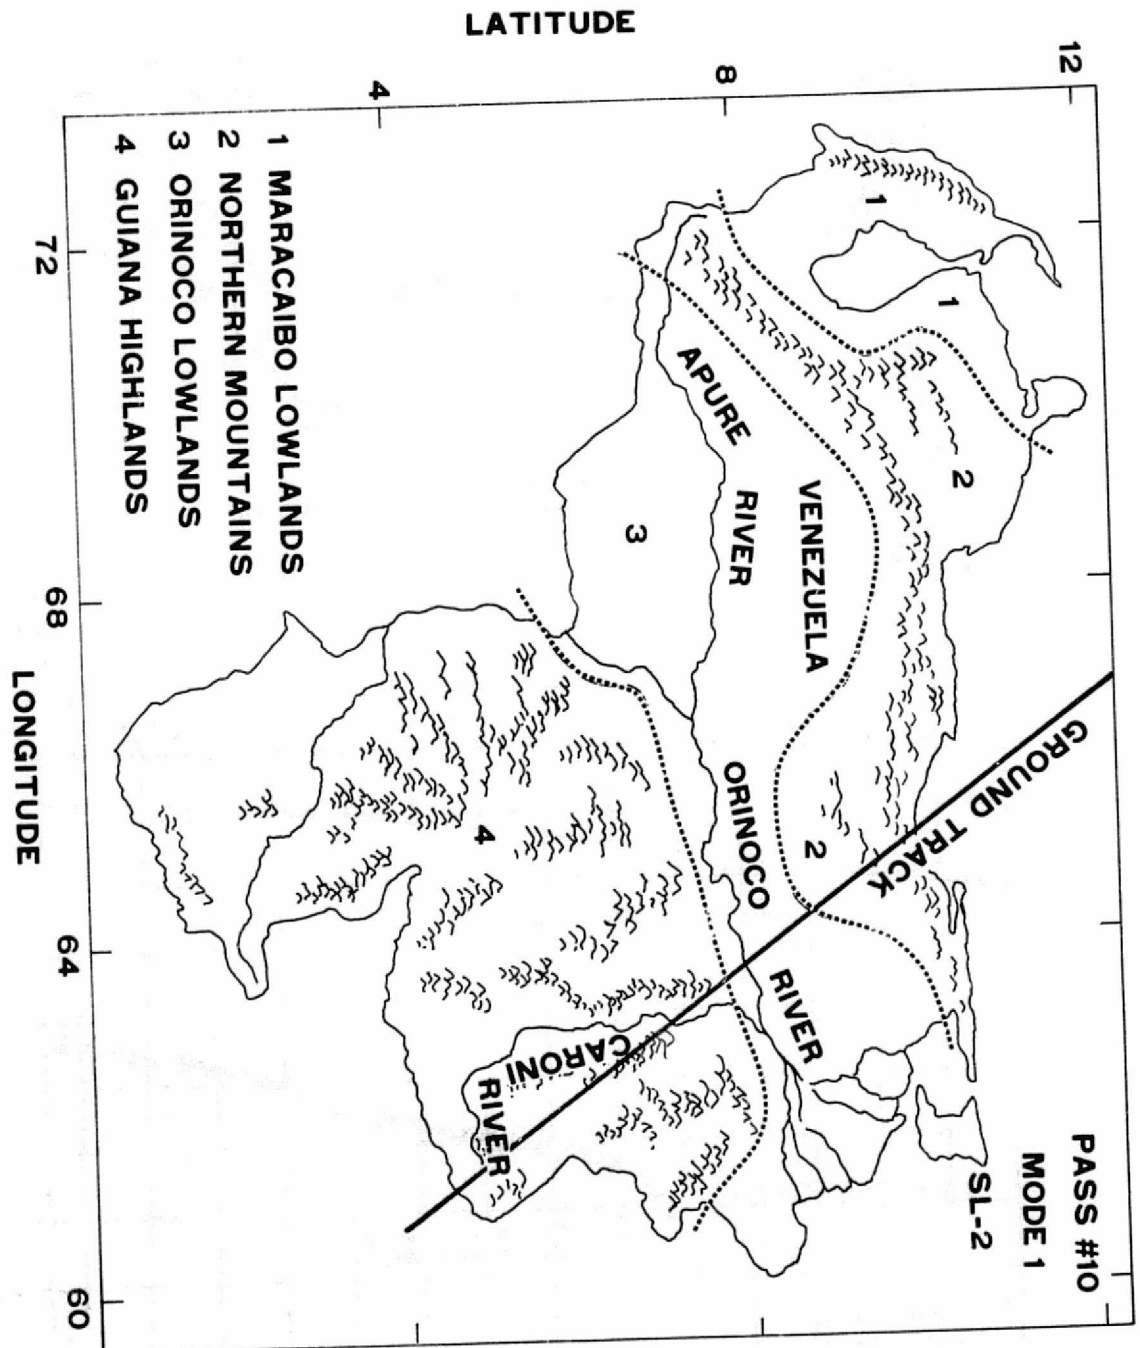 PASS #10
MODE 1
SL-2
LATITUDE
12
8
4
72
68
64
60
LONGITUDE
1 MARACAIBO LOWLANDS
2 NORTHERN MOUNTAINS
3 ORINOCO LOWLANDS
4 GUIANA HIGHLANDS
1
1
2
2
3
4
VENEZUELA
APURE
RIVER
ORINOCO
RIVER
CARONI
RIVER
GROUND TRACK